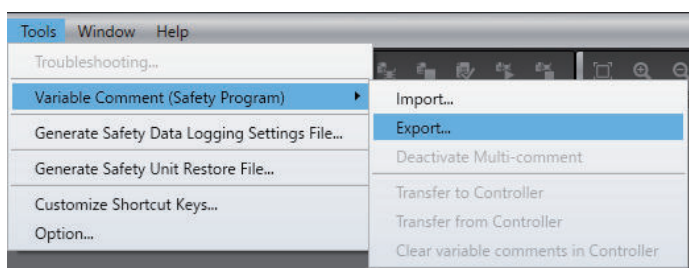 Tools Window Help
Troubleshooting...
Variable Comment (Safety Program)
Generate Safety Data Logging Settings File...
Generate Safety Unit Restore File...
Customize Shortcut Keys...
Option...
Import...
Export...
Deactivate Multi-comment
Transfer to Controller
Transfer from Controller
Clear variable comments in Controller